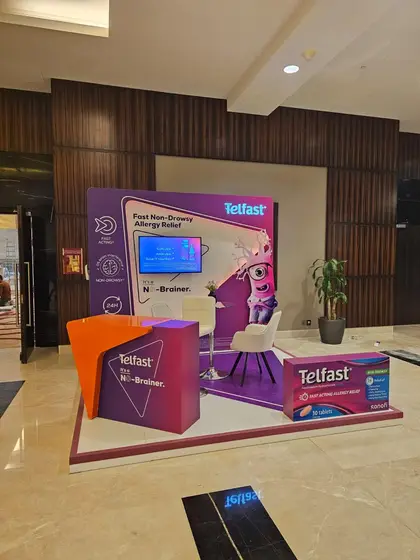 Telfast
Fast Non-Drowsy
Allergy Relief
FAST
ACTING
NON-DROWSY
24H
It's a
NO-Brainer.
Telfast
It's a
NO-Brainer.
Telfast
FAST ACTING ALLERGY RELIEF
30 tablets
sanofi
Telfast